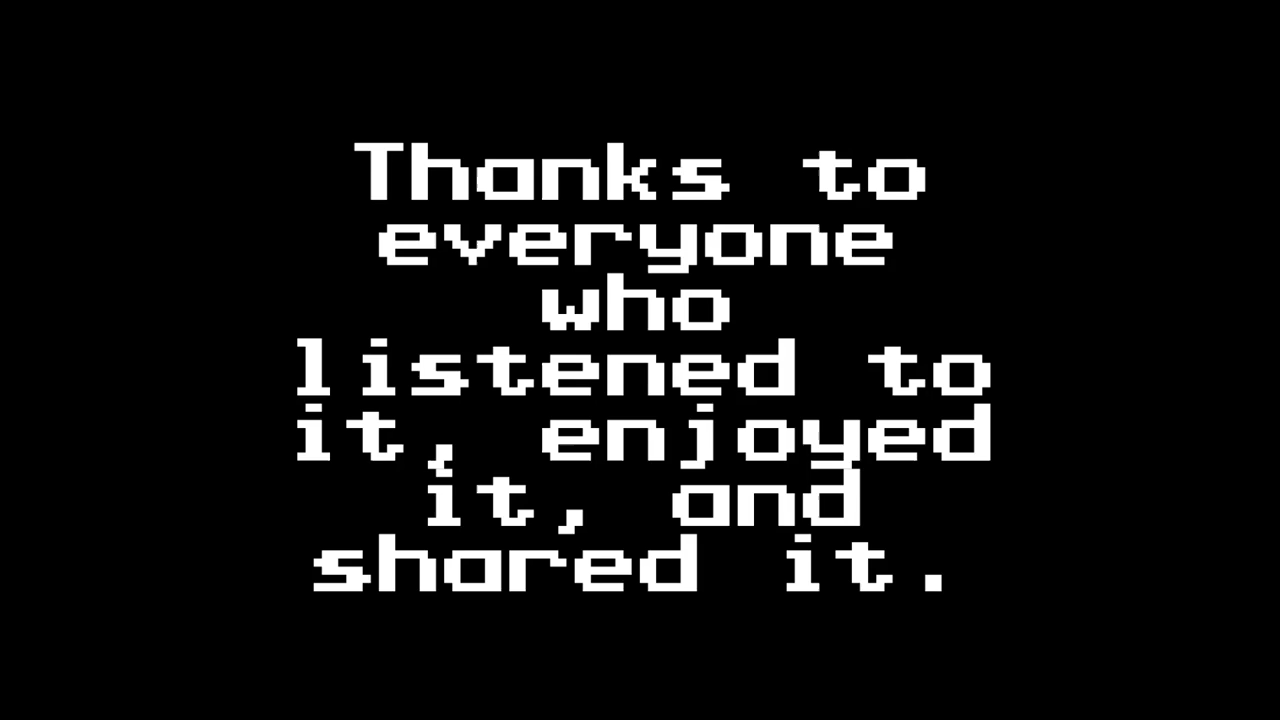 Thanks to
everyone
who
listened to
it, enjoyed
it, and
shared it.